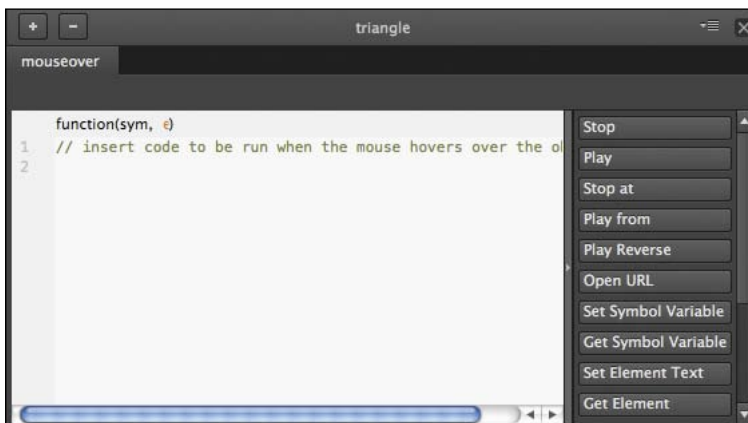 triangle
mouseover
function(sym, e)
1 // insert code to be run when the mouse hovers over the
2
Stop
Play
Stop at
Play from
Play Reverse
Open URL
Set Symbol Variable
Get Symbol Variable
Set Element Text
Get Element